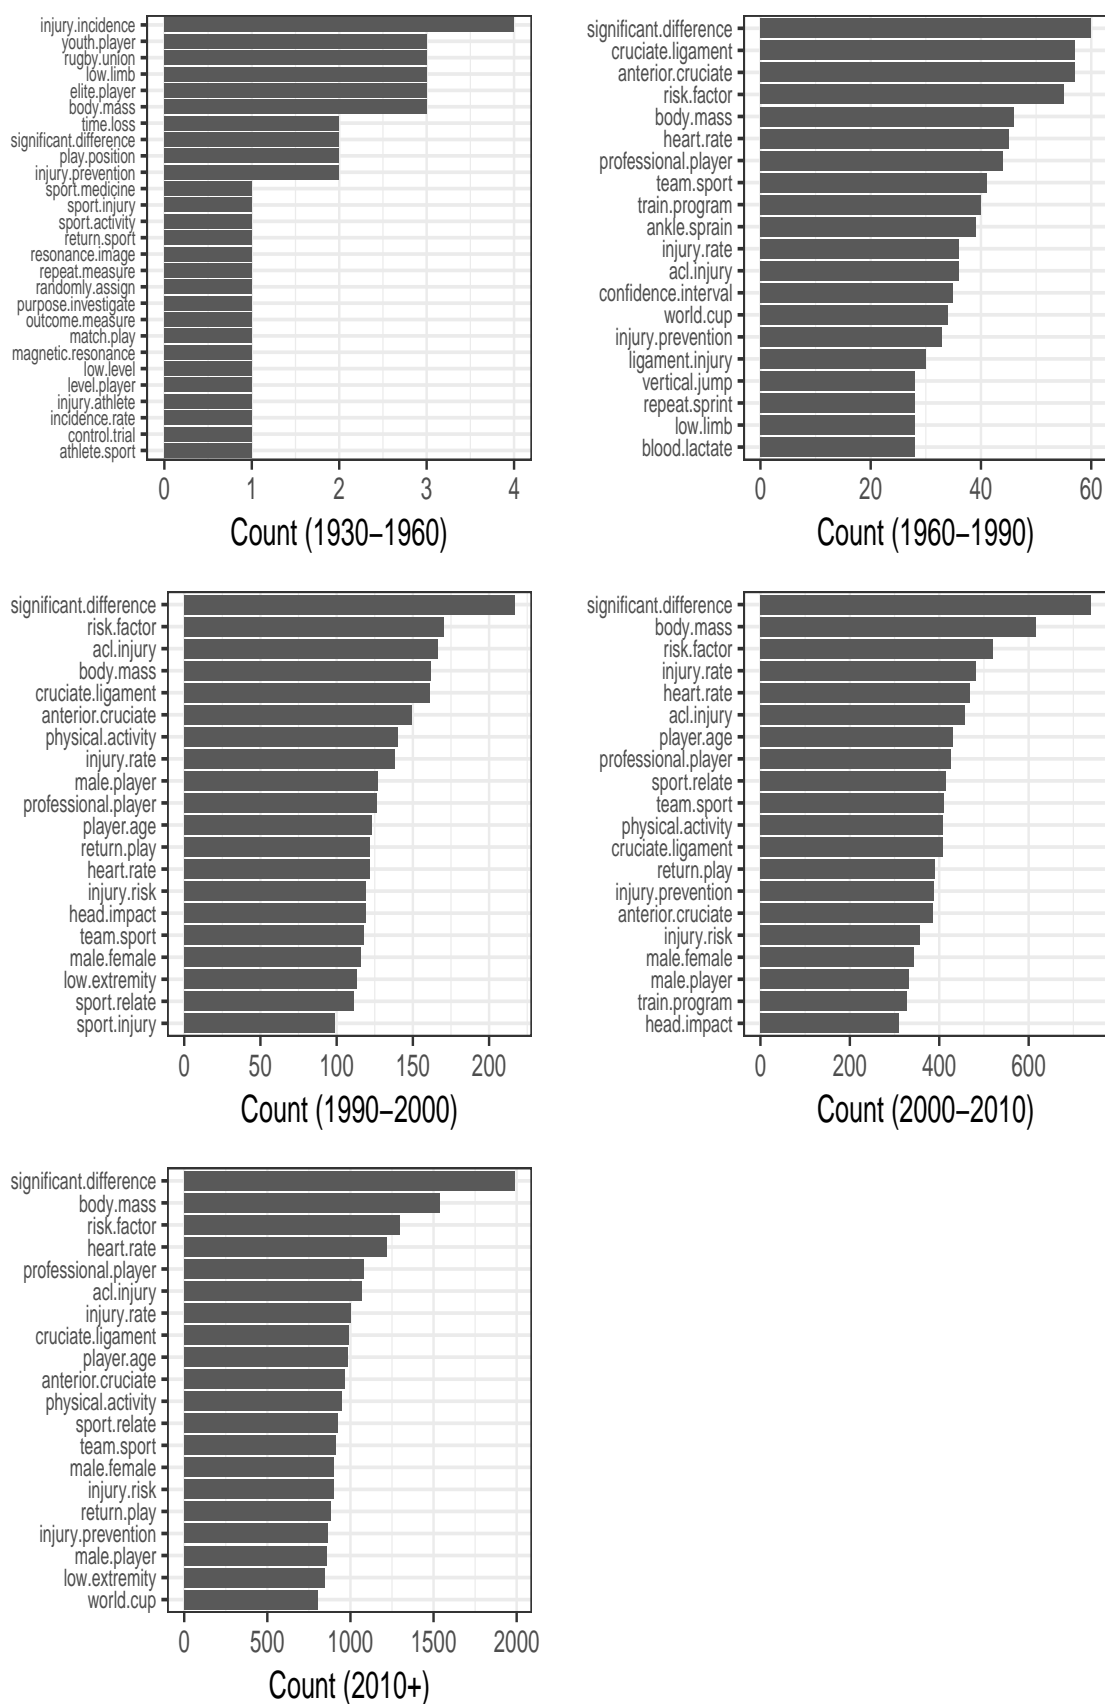 injury.incidence
youth.player
rugby.union
low.limb
elite.player
body.mass
time.loss
significant.difference
play.position
injury.prevention
sport.medicine
sport.injury
sport.activity
return.sport
resonance.image
repeat.measure
randomly.assign
purpose.investigate
outcome.measure
match.play
magnetic.resonance
low.level
level.player
injury.athlete
incidence.rate
control.trial
athlete.sport
0 1 2 3 4
Count (1930–1960)
significant.difference
cruciate.ligament
anterior.cruciate
risk.factor
body.mass
heart.rate
professional.player
team.sport
train.program
ankle.sprain
injury.rate
acl.injury
confidence.interval
world.cup
injury.prevention
ligament.injury
vertical.jump
repeat.sprint
low.limb
blood.lactate
0 20 40 60
Count (1960–1990)
significant.difference
risk.factor
acl.injury
body.mass
cruciate.ligament
anterior.cruciate
physical.activity
injury.rate
male.player
professional.player
player.age
return.play
heart.rate
injury.risk
head.impact
team.sport
male.female
low.extremity
sport.relate
sport.injury
0 50 100 150 200
Count (1990–2000)
significant.difference
body.mass
risk.factor
injury.rate
heart.rate
acl.injury
player.age
professional.player
sport.relate
team.sport
physical.activity
cruciate.ligament
return.play
injury.prevention
anterior.cruciate
injury.risk
male.female
male.player
train.program
head.impact
0 200 400 600
Count (2000–2010)
significant.difference
body.mass
risk.factor
heart.rate
professional.player
acl.injury
injury.rate
cruciate.ligament
player.age
anterior.cruciate
physical.activity
sport.relate
team.sport
male.female
injury.risk
return.play
injury.prevention
male.player
low.extremity
world.cup
0 500 1000 1500 2000
Count (2010+)